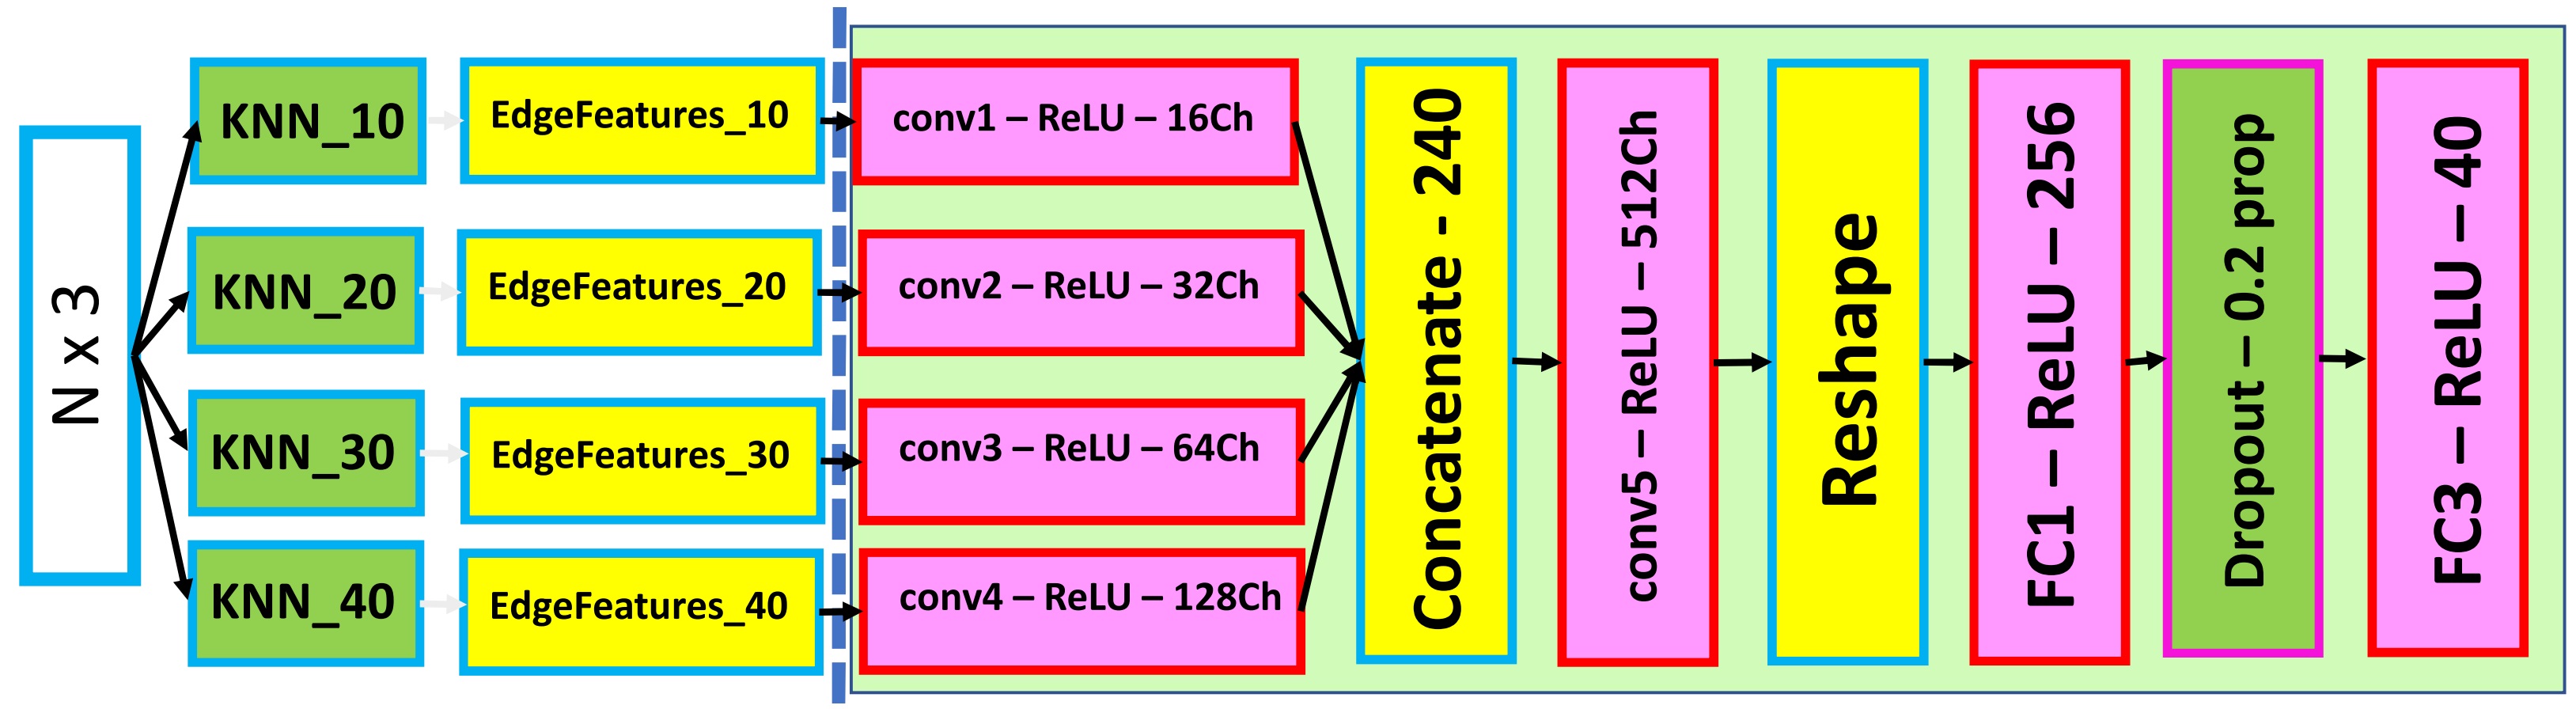 N x 3
KNN_10
EdgeFeatures_10
conv1 – ReLU – 16Ch
KNN_20
EdgeFeatures_20
conv2 – ReLU – 32Ch
KNN_30
EdgeFeatures_30
conv3 – ReLU – 64Ch
KNN_40
EdgeFeatures_40
conv4 – ReLU – 128Ch
Concatenate - 240
conv5 – ReLU – 512Ch
Reshape
FC1 – ReLU – 256
Dropout – 0.2 prop
FC3 – ReLU – 40